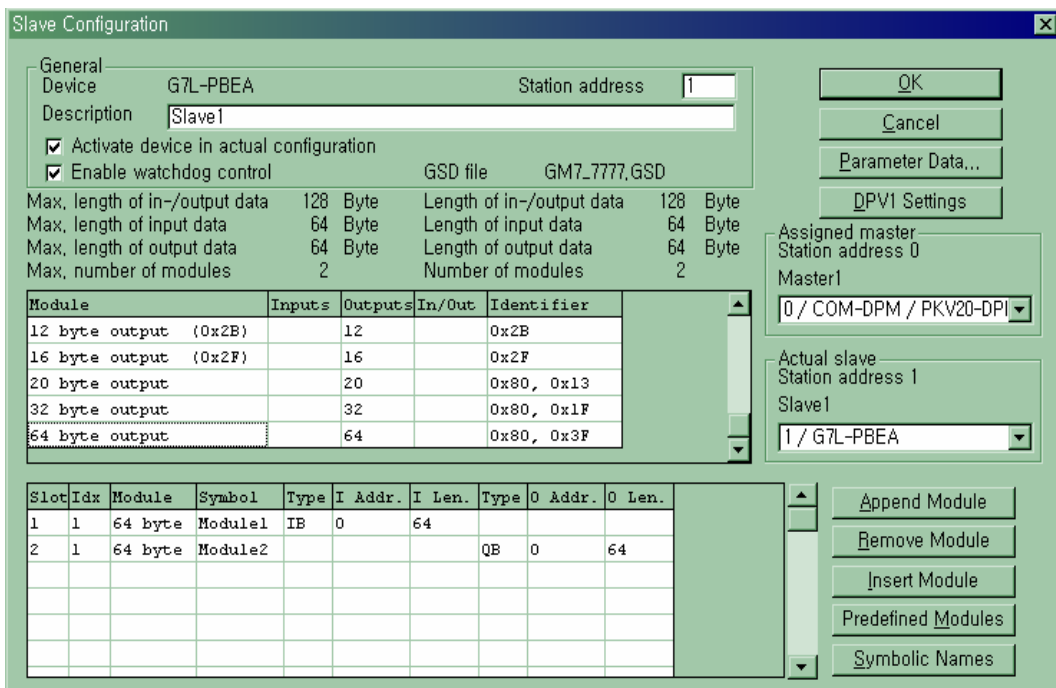 Slave Configuration
General
Device G7L-PBEA Station address 1
Description Slave1
Activate device in actual configuration
Enable watchdog control GSD file GM7_7777.GSD
Max. length of in-/output data 128 Byte Length of in-/output data 128 Byte
Max. length of input data 64 Byte Length of input data 64 Byte
Max. length of output data 64 Byte Length of output data 64 Byte
Max. number of modules 2 Number of modules 2
Module Inputs Outputs In/Out Identifier
12 byte output (0x2B) 12 0x2B
16 byte output (0x2F) 16 0x2F
20 byte output 20 0x80, 0x13
32 byte output 32 0x80, 0x1F
64 byte output 64 0x80, 0x3F
Slot Idx Module Symbol Type I Addr. I Len. Type O Addr. O Len.
1 1 64 byte Module1 IB 0 64
2 1 64 byte Module2 QB 0 64
OK
Cancel
Parameter Data...
DPV1 Settings
Assigned master
Station address 0
Master1
0 / COM-DPM / PKV20-DPI
Actual slave
Station address 1
Slave1
1 / G7L-PBEA
Append Module
Remove Module
Insert Module
Predefined Modules
Symbolic Names